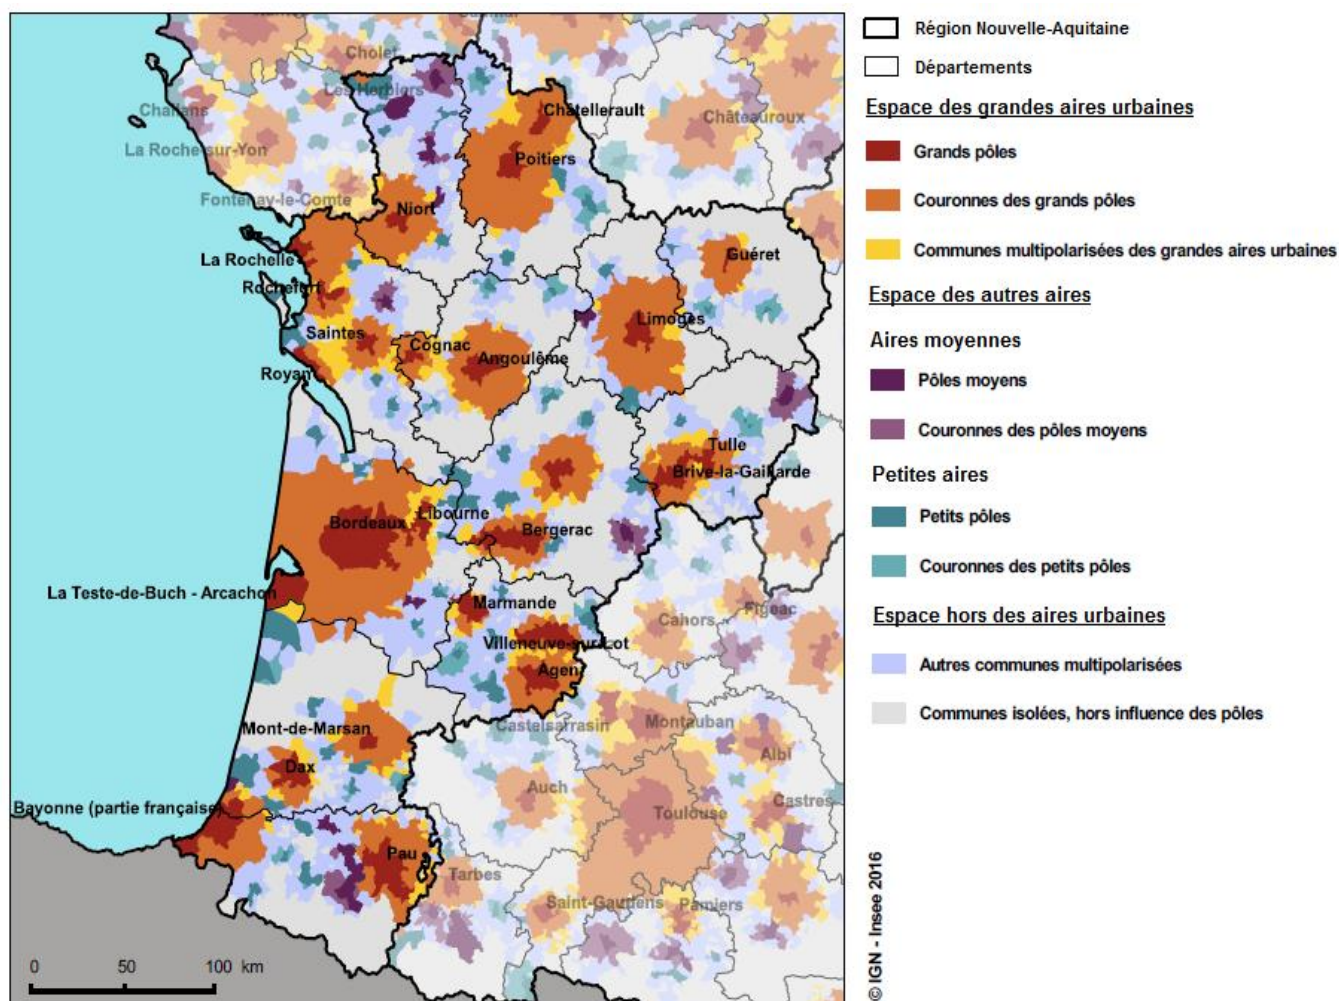 Nantes
Saumur
Cholet
Les Herbiers
Challans
Châtellerault
Châteauroux
La Roche-sur-Yon
Poitiers
Fontenay-le-Comte
Niort
La Rochelle
Guéret
Rochefort
Saintes
Limoges
Cognac
Angoulême
Royan
Tulle
Brive-la-Gaillarde
Libourne
Bordeaux
Bergerac
La Teste-de-Buch - Arcachon
Marmande
Figeac
Cahors
Villeneuve-sur-Lot
Agen
Castelsarrasin
Montauban
Mont-de-Marsan
Albi
Dax
Auch
Castres
Bayonne (partie française)
Toulouse
Pau
Tarbes
Saint-Gaudens
Pamiers
0 50 100 km
Région Nouvelle-Aquitaine
Départements
Espace des grandes aires urbaines
Grands pôles
Couronnes des grands pôles
Communes multipolarisées des grandes aires urbaines
Espace des autres aires
Aires moyennes
Pôles moyens
Couronnes des pôles moyens
Petites aires
Petits pôles
Couronnes des petits pôles
Espace hors des aires urbaines
Autres communes multipolarisées
Communes isolées, hors influence des pôles
© IGN - Insee 2016